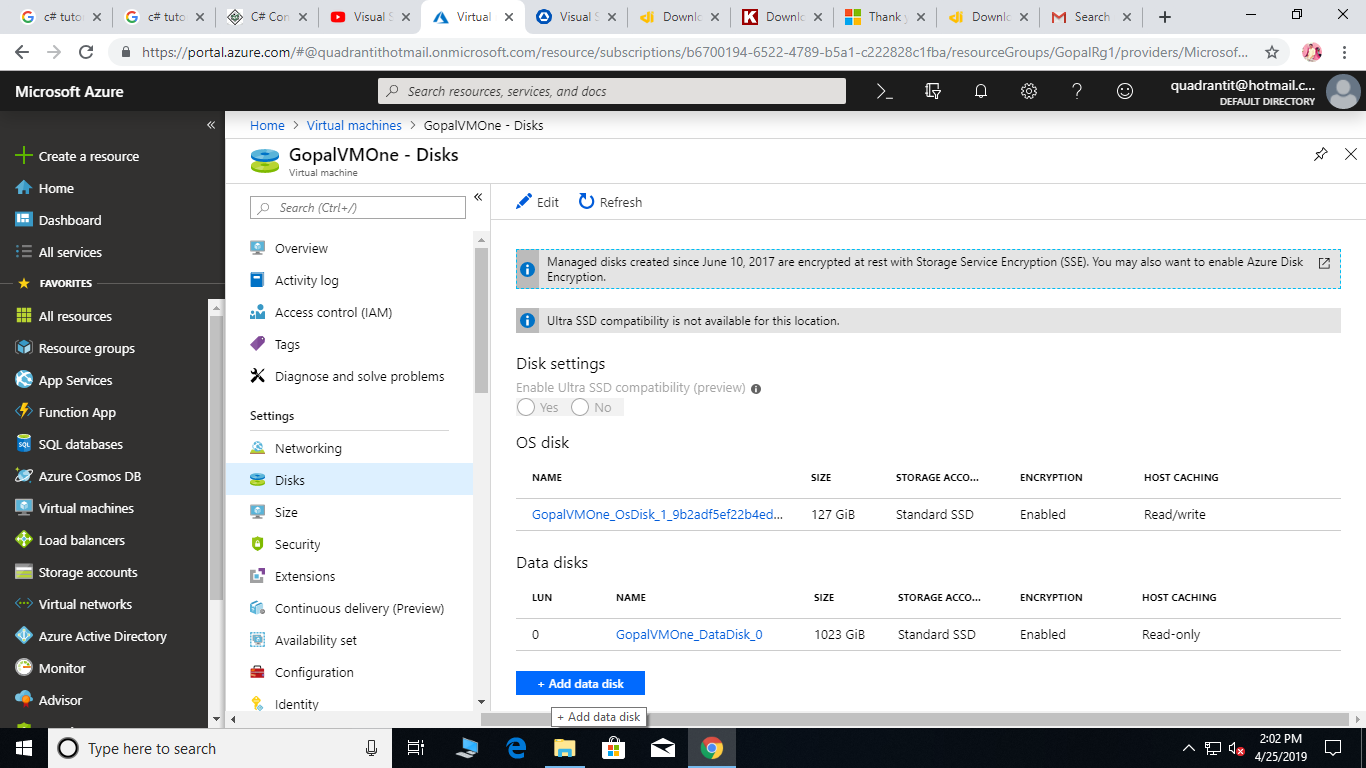 c# tuto
c# tuto
C# Con
Visual S
Virtual
Visual S
Downlo
Downlo
Thank y
Downlo
Search
https://portal.azure.com/#@quadrantithotmail.onmicrosoft.com/resource/subscriptions/b6700194-6522-4789-b5a1-c222828c1fba/resourceGroups/GopalRg1/providers/Microsof...
Microsoft Azure
Search resources, services, and docs
quadrantit@hotmail.c...
DEFAULT DIRECTORY
Create a resource
Home
Dashboard
All services
FAVORITES
All resources
Resource groups
App Services
Function App
SQL databases
Azure Cosmos DB
Virtual machines
Load balancers
Storage accounts
Virtual networks
Azure Active Directory
Monitor
Advisor
Home > Virtual machines > GopalVMOne - Disks
GopalVMOne - Disks
Virtual machine
Search (Ctrl+/)
Overview
Activity log
Access control (IAM)
Tags
Diagnose and solve problems
Settings
Networking
Disks
Size
Security
Extensions
Continuous delivery (Preview)
Availability set
Configuration
Identity
Edit
Refresh
Managed disks created since June 10, 2017 are encrypted at rest with Storage Service Encryption (SSE). You may also want to enable Azure Disk
Encryption.
Ultra SSD compatibility is not available for this location.
Disk settings
Enable Ultra SSD compatibility (preview)
Yes No
OS disk
NAME SIZE STORAGE ACCO... ENCRYPTION HOST CACHING
GopalVMOne_OsDisk_1_9b2adf5ef22b4ed... 127 GiB Standard SSD Enabled Read/write
Data disks
LUN NAME SIZE STORAGE ACCO... ENCRYPTION HOST CACHING
0 GopalVMOne_DataDisk_0 1023 GiB Standard SSD Enabled Read-only
+ Add data disk
+ Add data disk
Type here to search
2:02 PM
4/25/2019